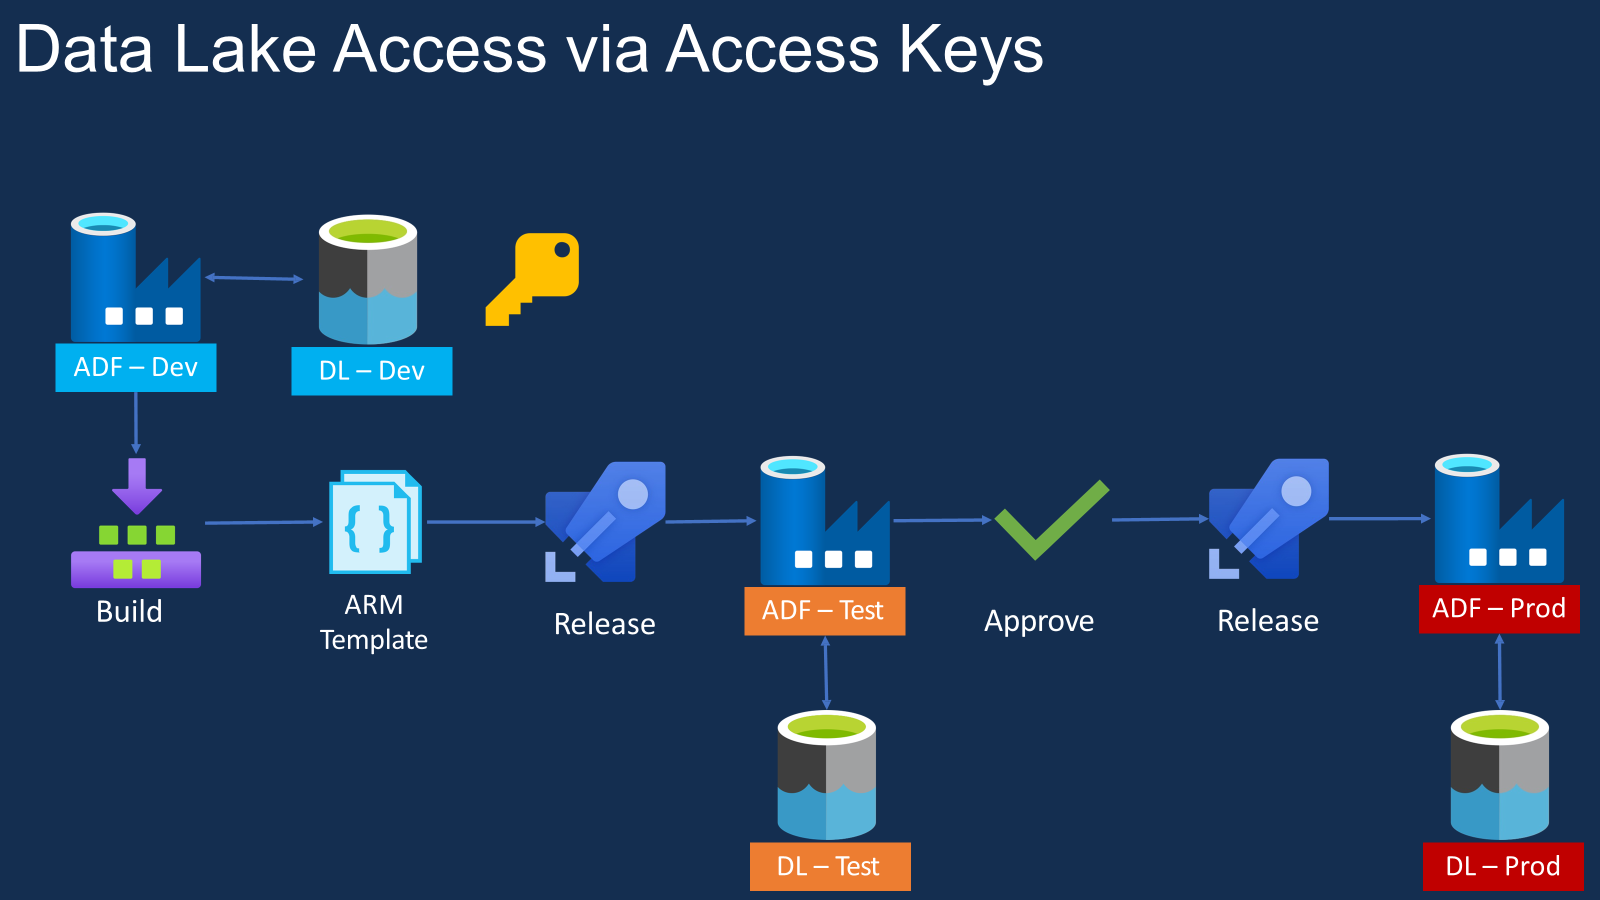 Data Lake Access via Access Keys
ADF – Dev
DL – Dev
Build
ARM
Template
Release
ADF – Test
Approve
Release
ADF – Prod
DL – Test
DL – Prod